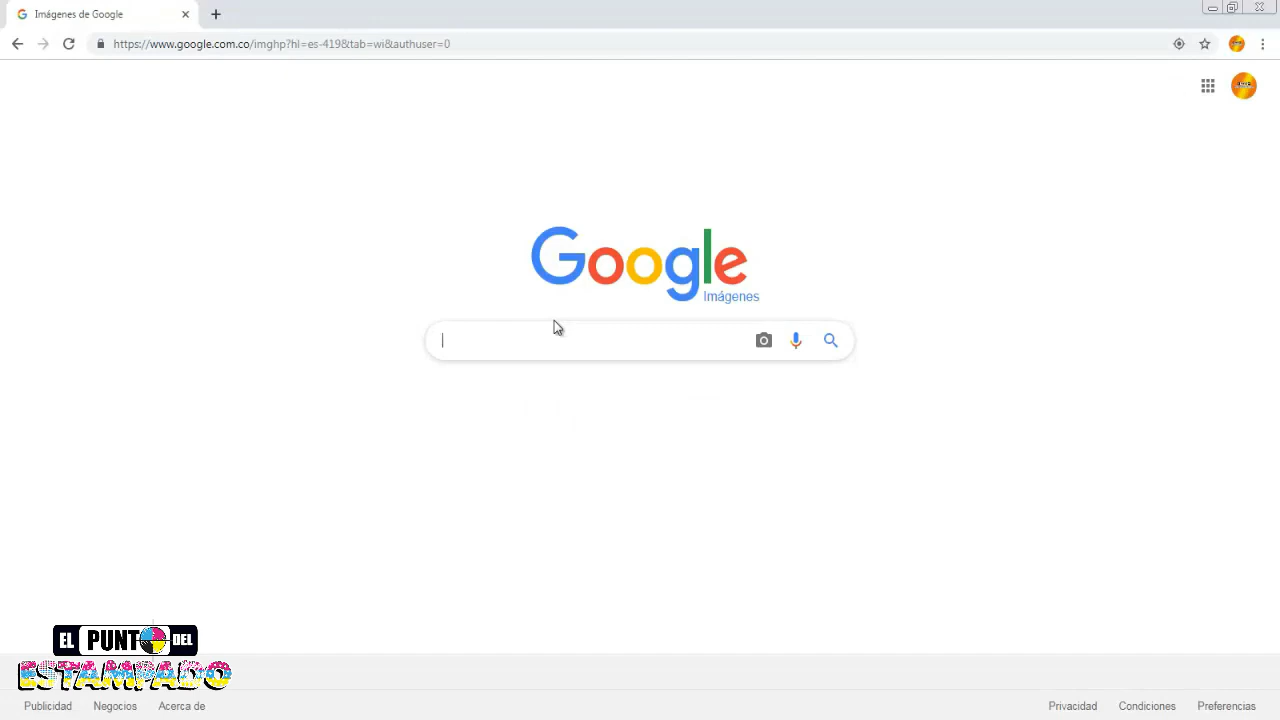 Imágenes de Google
https://www.google.com.co/imghp?hl=es-419&tab=wi&authuser=0
Google
Imágenes
EL PUNTO DEL
ESTAMPADO
Publicidad Negocios Acerca de
Privacidad Condiciones Preferencias